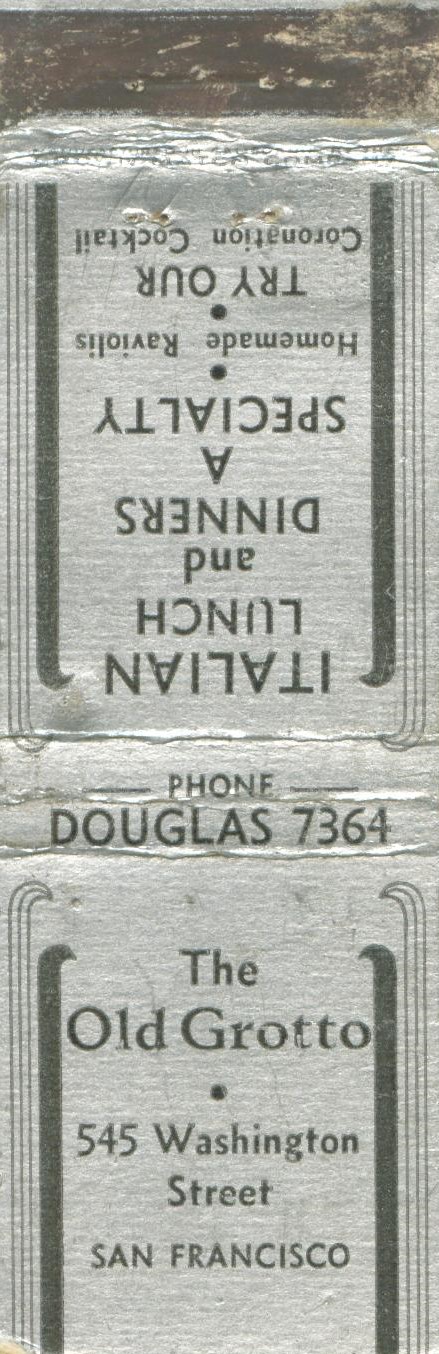 ITALIAN
LUNCH
and
DINNERS
A
SPECIALTY
•
Homemade Raviolis
•
TRY OUR
Coronation Cocktail
PHONE
DOUGLAS 7364
The
Old Grotto
•
545 Washington
Street
SAN FRANCISCO